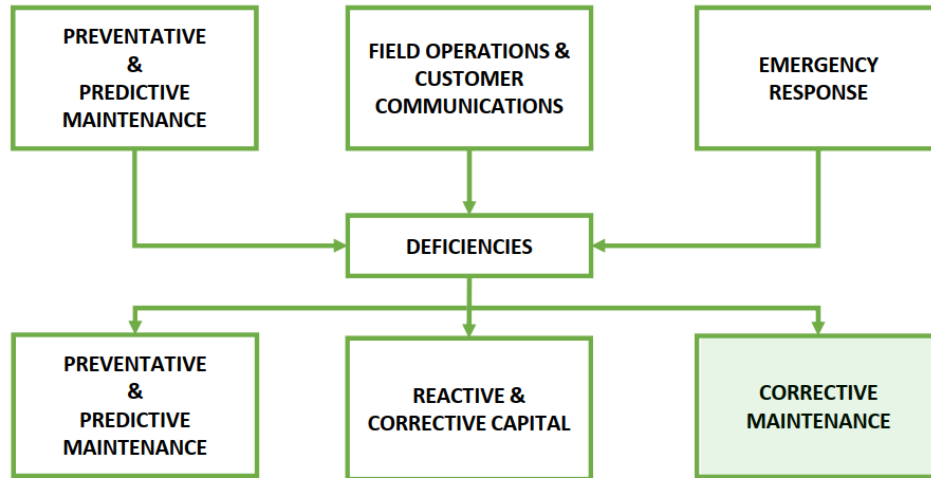 PREVENTATIVE
&
PREDICTIVE
MAINTENANCE
FIELD OPERATIONS &
CUSTOMER
COMMUNICATIONS
EMERGENCY
RESPONSE
DEFICIENCIES
PREVENTATIVE
&
PREDICTIVE
MAINTENANCE
REACTIVE &
CORRECTIVE CAPITAL
CORRECTIVE
MAINTENANCE